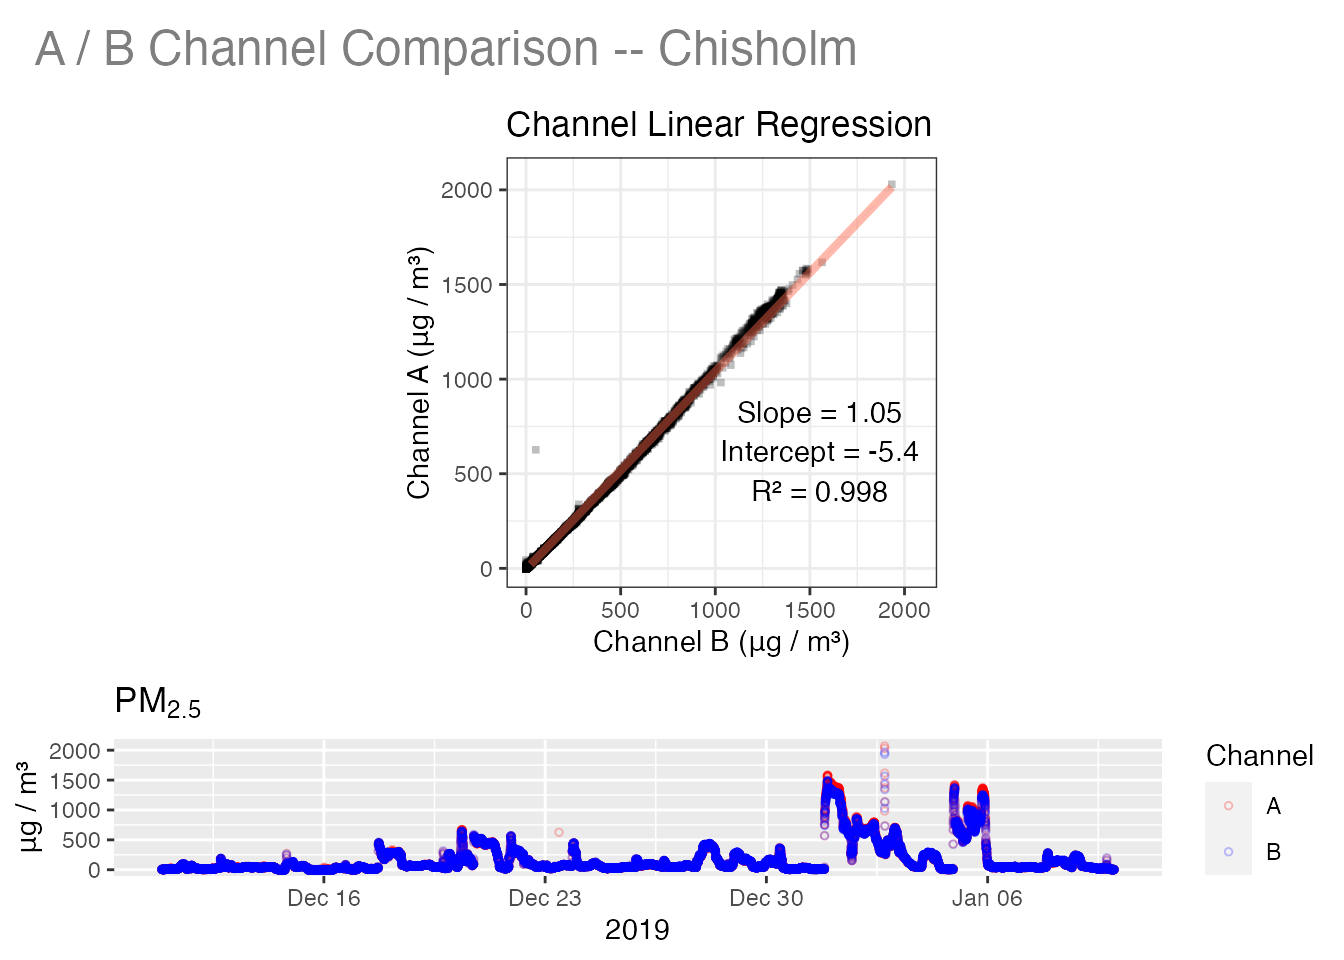 A / B Channel Comparison -- Chisholm
Channel Linear Regression
Channel A (µg / m³)
2000
1500
1000
500
0
Slope = 1.05
Intercept = -5.4
R² = 0.998
0 500 1000 1500 2000
Channel B (µg / m³)
PM₂.₅
µg / m³
2000
1500
1000
500
0
Dec 16 Dec 23 Dec 30 Jan 06
2019
Channel
A
B